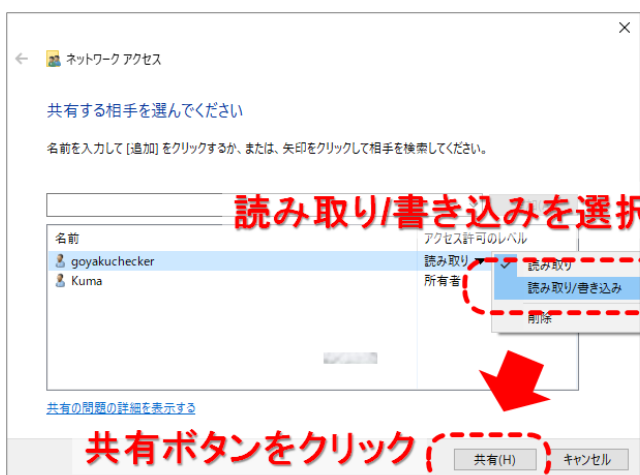 ネットワーク アクセス
共有する相手を選んでください
名前を入力して [追加] をクリックするか、または、矢印をクリックして相手を検索してください。
読み取り/書き込みを選択
名前 アクセス許可のレベル
goyakuchecker 読み取り
読み取り
Kuma 所有者
読み取り/書き込み
削除
共有の問題の詳細を表示する
共有ボタンをクリック
共有(H) キャンセル